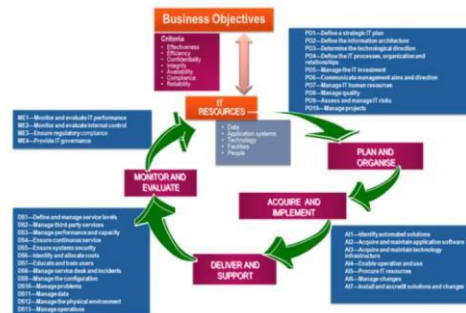 Business Objectives
Criteria
• Effectiveness
• Efficiency
• Confidentiality
• Integrity
• Availability
• Compliance
• Reliability
PO1—Define a strategic IT plan
PO2—Define the information architecture
PO3—Determine the technological direction
PO4—Define the IT processes, organization and
relationships
PO5—Manage the IT investment
PO6—Communicate management aims and direction
PO7—Manage IT human resources
PO8—Manage quality
PO9—Assess and manage IT risks
PO10—Manage projects
IT
RESOURCES
• Data
• Application systems
• Technology
• Facilities
• People
ME1—Monitor and evaluate IT performance
ME2—Monitor and evaluate internal control
ME3—Ensure regulatory compliance
ME4—Provide IT governance
PLAN AND
ORGANISE
MONITOR AND
EVALUATE
ACQUIRE AND
IMPLEMENT
DELIVER AND
SUPPORT
DS1—Define and manage service levels
DS2—Manage third-party services
DS3—Manage performance and capacity
DS4—Ensure continuous service
DS5—Ensure systems security
DS6—Identify and allocate costs
DS7—Educate and train users
DS8—Manage service desk and incidents
DS9—Manage the configuration
DS10—Manage problems
DS11—Manage data
DS12—Manage the physical environment
DS13—Manage operations
AI1—Identify automated solutions
AI2—Acquire and maintain application software
AI3—Acquire and maintain technology
infrastructure
AI4—Enable operation and use
AI5—Procure IT resources
AI6—Manage changes
AI7—Install and accredit solutions and changes